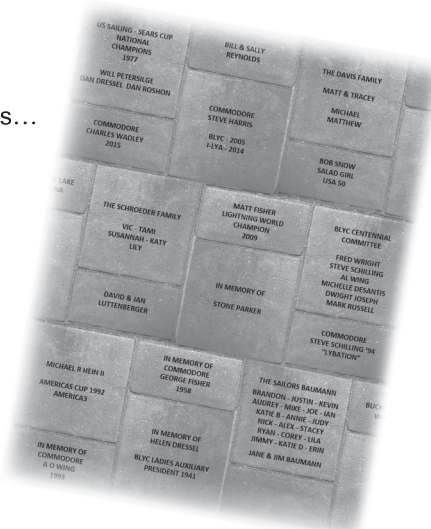 s...
US SAILING - SEARS CUP
NATIONAL
CHAMPIONS
1977
WILL PETERSILGE
DAN DRESSEL DAN ROSHON
BILL & SALLY
REYNOLDS
THE DAVIS FAMILY
MATT & TRACEY
MICHAEL
MATTHEW
COMMODORE
CHARLES WADLEY
2015
COMMODORE
STEVE HARRIS
BLYC - 2005
I-LYA - 2014
BOB SNOW
SALAD GIRL
USA 50
LAKE
THE SCHROEDER FAMILY
VIC - TAMI
SUSANNAH - KATY
LILY
MATT FISHER
LIGHTNING WORLD
CHAMPION
2009
BLYC CENTENNIAL
COMMITTEE
FRED WRIGHT
STEVE SCHILLING
AL WING
MICHELLE DESANTIS
DWIGHT JOSEPH
MARK RUSSELL
DAVID & JAN
LUTTENBERGER
IN MEMORY OF
STONE PARKER
COMMODORE
STEVE SCHILLING '94
"LYBATION"
MICHAEL R HEIN II
AMERICAS CUP 1992
AMERICA3
IN MEMORY OF
COMMODORE
GEORGE FISHER
1958
THE SAILORS BAUMANN
BRANDON - JUSTIN - KEVIN
AUDREY - MIKE - JOE - IAN
KATIE B - ANNIE - JUDY
NICK - ALEX - STACEY
RYAN - COREY - LILA
JIMMY - KATIE D - ERIN
JANE & JIM BAUMANN
BUCK
IN MEMORY OF
COMMODORE
A O WING
1993
IN MEMORY OF
HELEN DRESSEL
BLYC LADIES AUXILIARY
PRESIDENT 1941